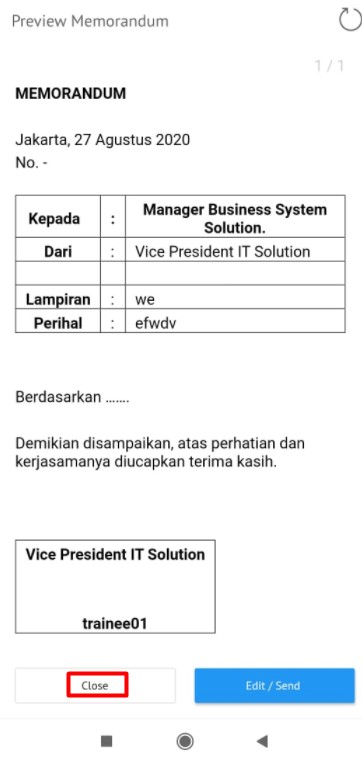 Preview Memorandum
1 / 1
MEMORANDUM
Jakarta, 27 Agustus 2020
No. -
Kepada : Manager Business System
Solution.
Dari : Vice President IT Solution
Lampiran : we
Perihal : efwdv
Berdasarkan .......
Demikian disampaikan, atas perhatian dan
kerjasamanya diucapkan terima kasih.
Vice President IT Solution
trainee01
Close
Edit / Send